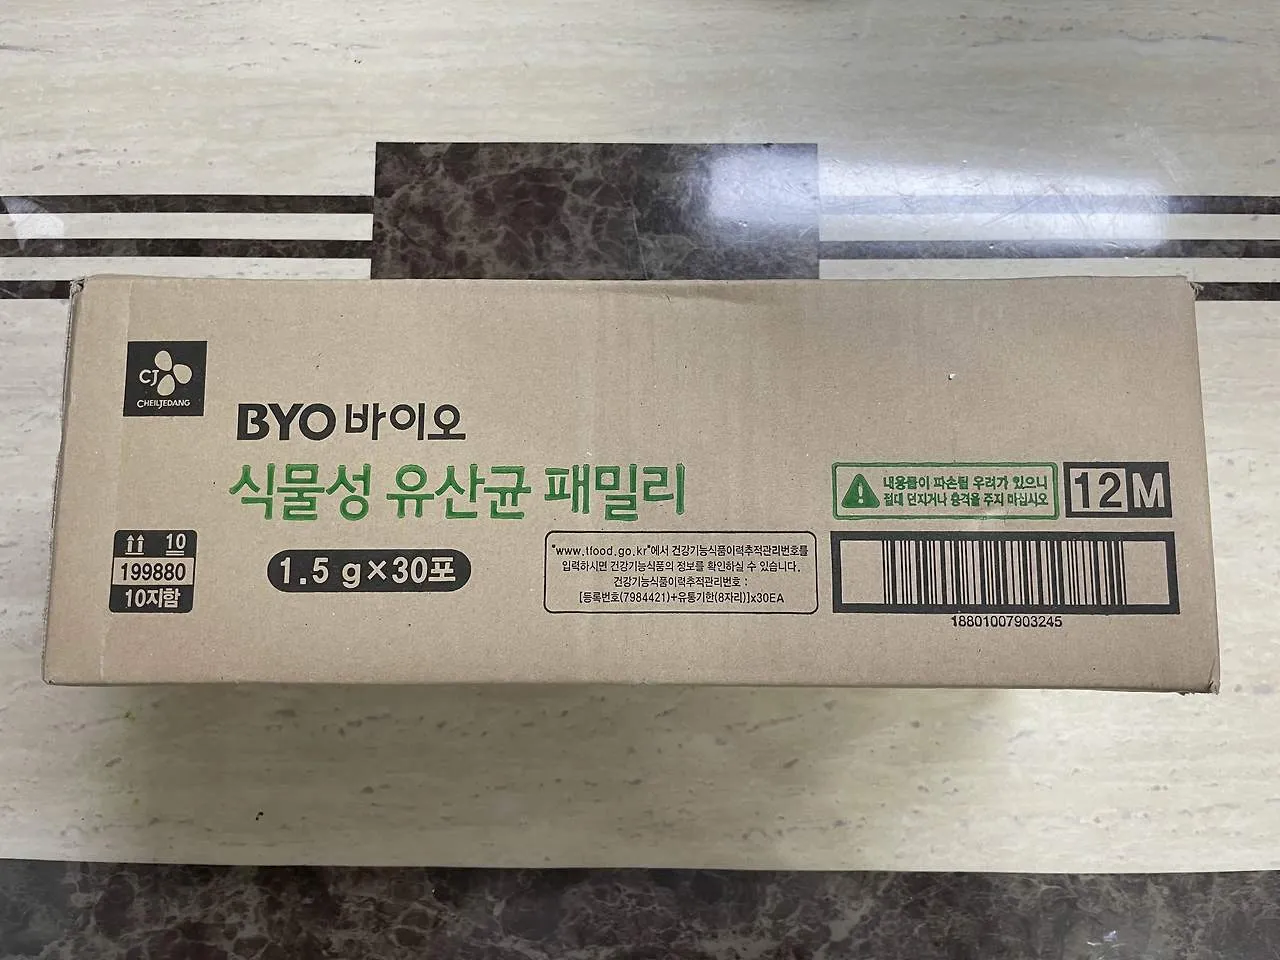 CJ
CHEILJEDANG
BYO 바이오
식물성 유산균 패밀리
내용물이 파손될 우려가 있으니
절대 던지거나 충격을 주지 마십시오
12M
10
199880
10지함
1.5 g×30포
"www.tfood.go.kr"에서 건강기능식품이력추적관리번호를
입력하시면 건강기능식품의 정보를 확인하실 수 있습니다.
건강기능식품이력추적관리번호 :
[등록번호(7984421)+유통기한(8자리)]x30EA
18801007903245